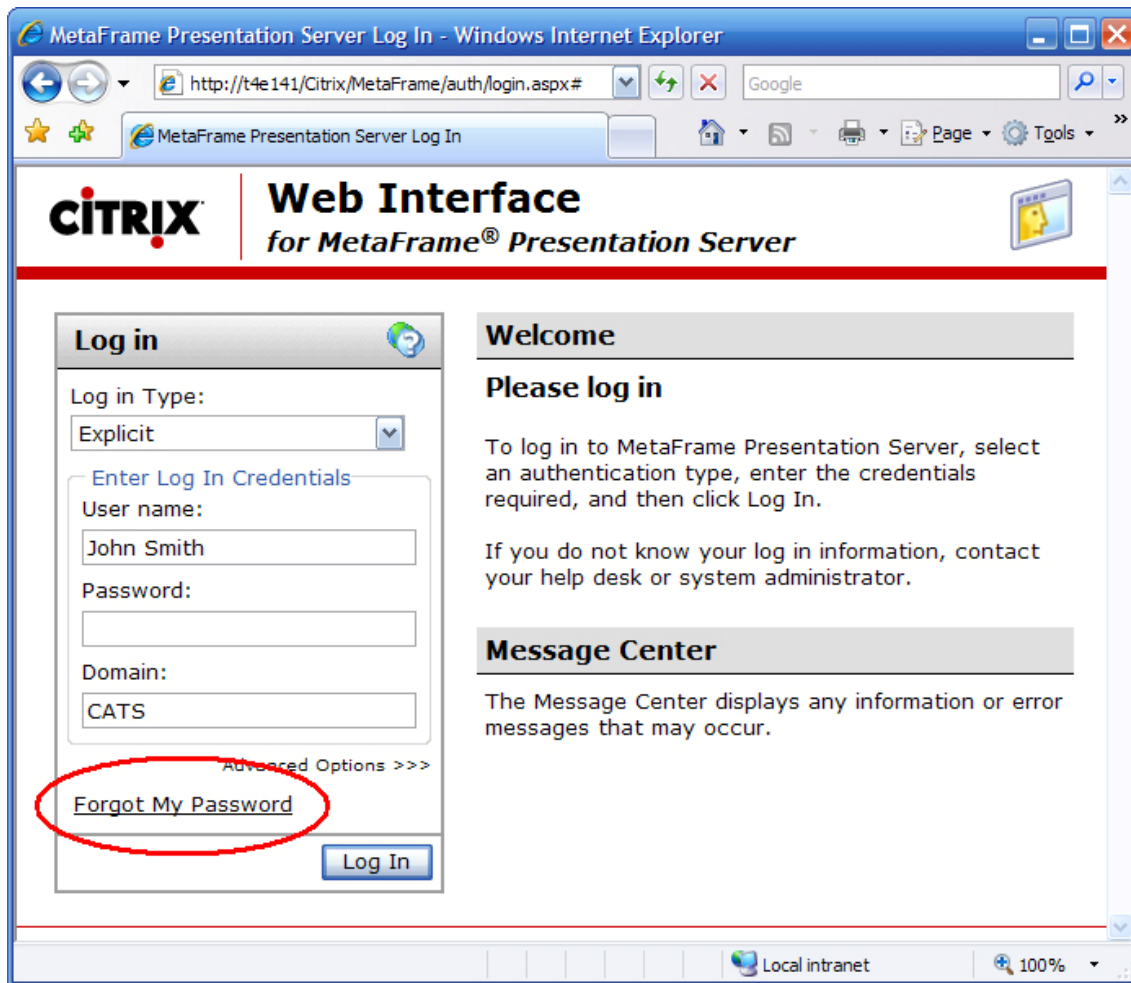 MetaFrame Presentation Server Log In - Windows Internet Explorer
http://t4e141/Citrix/MetaFrame/auth/login.aspx#
Google
MetaFrame Presentation Server Log In
Page
Tools
»
CITRIX
Web Interface
for MetaFrame® Presentation Server
Log in
Log in Type:
Explicit
Enter Log In Credentials
User name:
John Smith
Password:
Domain:
CATS
Advanced Options >>>
Forgot My Password
Log In
Welcome
Please log in
To log in to MetaFrame Presentation Server, select
an authentication type, enter the credentials
required, and then click Log In.
If you do not know your log in information, contact
your help desk or system administrator.
Message Center
The Message Center displays any information or error
messages that may occur.
Local intranet
100%